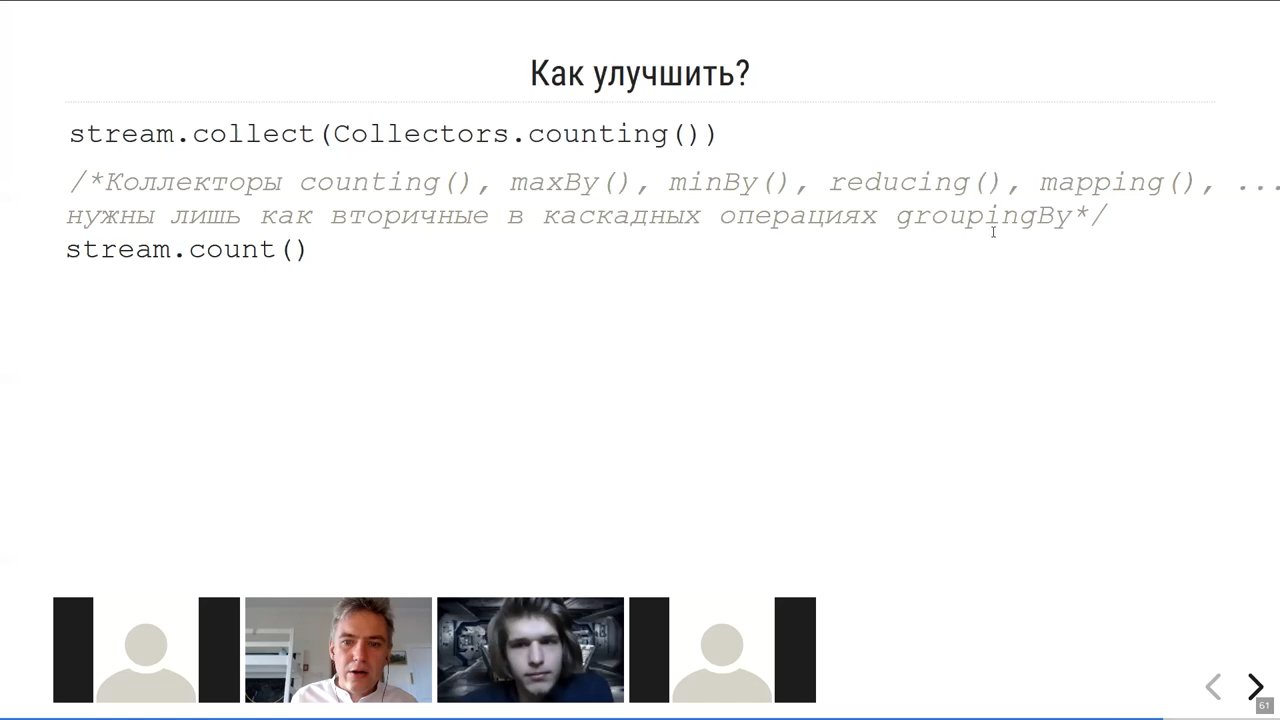 Как улучшить?
stream.collect(Collectors.counting())
/*Коллекторы counting(), maxBy(), minBy(), reducing(), mapping(), ...
нужны лишь как вторичные в каскадных операциях groupingBy*/
stream.count()
61